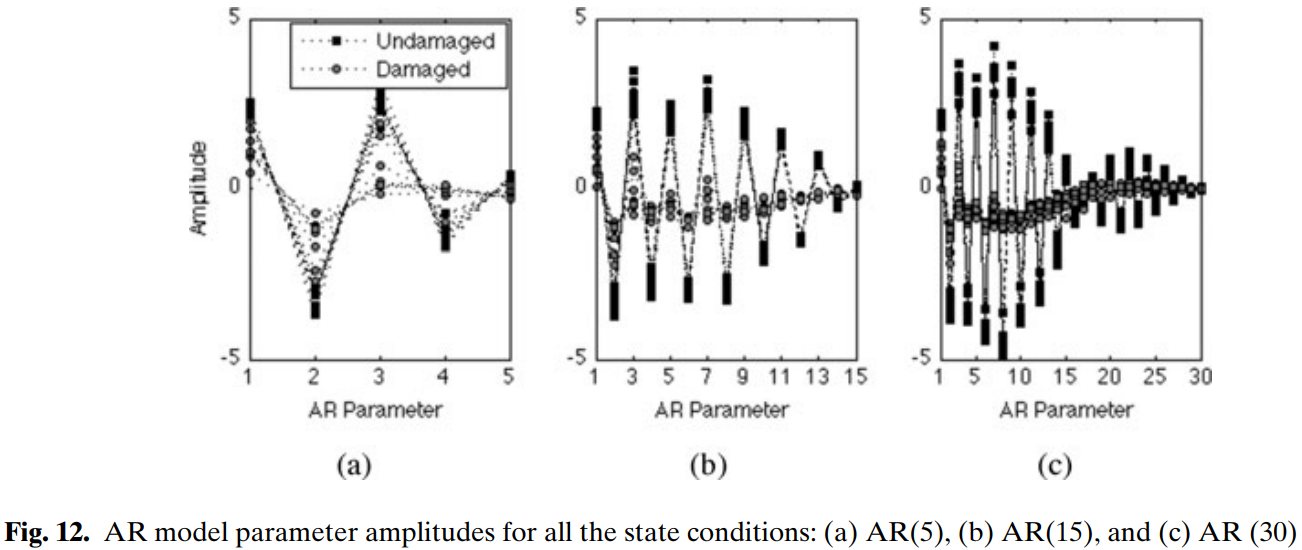 5
5
5
Undamaged
Damaged
Amplitude
0
0
0
-5
-5
-5
1 2 3 4 5
1 3 5 7 9 11 13 15
1 5 10 15 20 25 30
AR Parameter
AR Parameter
AR Parameter
(a)
(b)
(c)
Fig. 12. AR model parameter amplitudes for all the state conditions: (a) AR(5), (b) AR(15), and (c) AR (30)